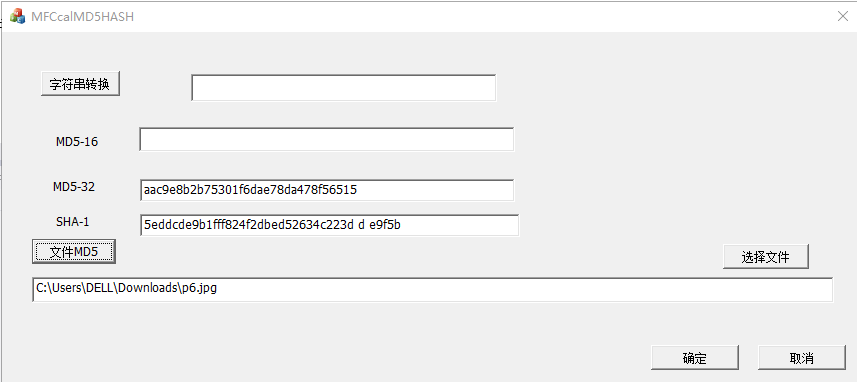 MFCcalMD5HASH
字符串转换
MD5-16
MD5-32 aac9e8b2b75301f6dae78da478f56515
SHA-1 5eddcde9b1fff824f2dbed52634c223d d e9f5b
文件MD5 选择文件
C:\Users\DELL\Downloads\p6.jpg
确定 取消